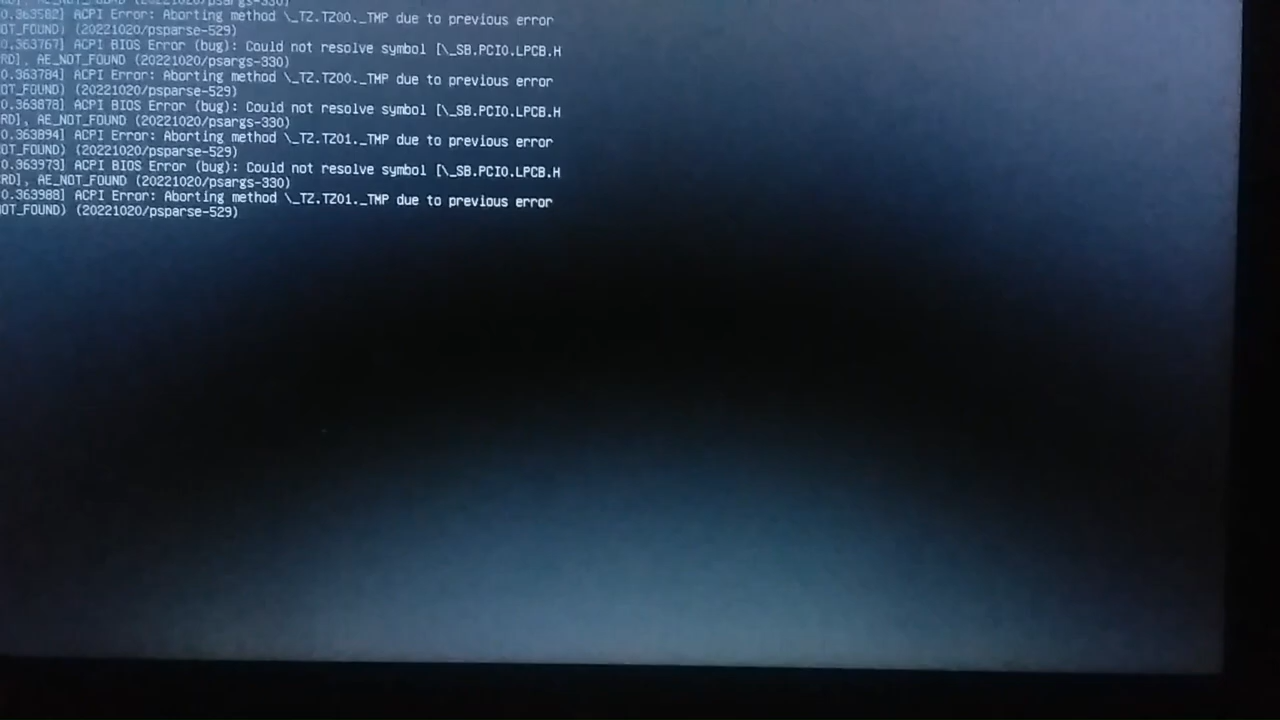 0.363582] ACPI Error: Aborting method \_TZ.TZ00._TMP due to previous error
OT_FOUND) (20221020/psparse-529)
0.363767] ACPI BIOS Error (bug): Could not resolve symbol [\_SB.PCI0.LPCB.H
RD], AE_NOT_FOUND (20221020/psargs-330)
0.363784] ACPI Error: Aborting method \_TZ.TZ00._TMP due to previous error
OT_FOUND) (20221020/psparse-529)
0.363878] ACPI BIOS Error (bug): Could not resolve symbol [\_SB.PCI0.LPCB.H
RD], AE_NOT_FOUND (20221020/psargs-330)
0.363894] ACPI Error: Aborting method \_TZ.TZ01._TMP due to previous error
OT_FOUND) (20221020/psparse-529)
0.363973] ACPI BIOS Error (bug): Could not resolve symbol [\_SB.PCI0.LPCB.H
RD], AE_NOT_FOUND (20221020/psargs-330)
0.363988] ACPI Error: Aborting method \_TZ.TZ01._TMP due to previous error
OT_FOUND) (20221020/psparse-529)